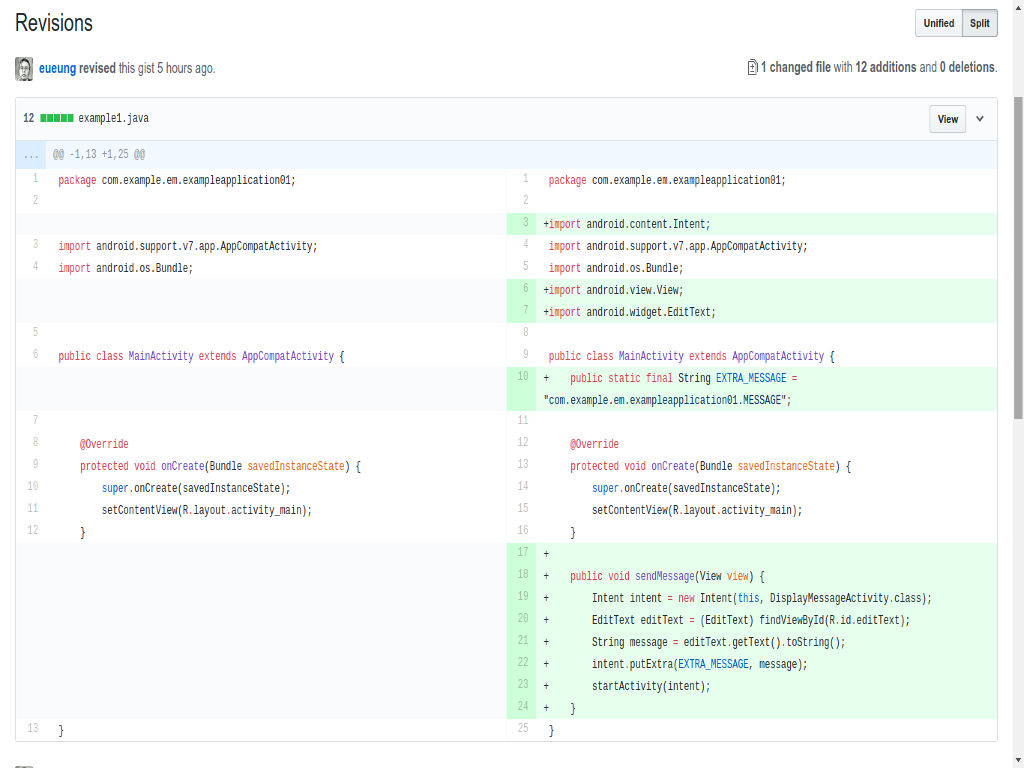 Revisions
Unified Split
eueung revised this gist 5 hours ago.
1 changed file with 12 additions and 0 deletions.
12 example1.java
View
... @@ -1,13 +1,25 @@
1 package com.example.em.exampleapplication01; 1 package com.example.em.exampleapplication01;
2 2
3 +import android.content.Intent;
3 import android.support.v7.app.AppCompatActivity; 4 import android.support.v7.app.AppCompatActivity;
4 import android.os.Bundle; 5 import android.os.Bundle;
6 +import android.view.View;
7 +import android.widget.EditText;
5 8
6 public class MainActivity extends AppCompatActivity { 9 public class MainActivity extends AppCompatActivity {
10 + public static final String EXTRA_MESSAGE =
"com.example.em.exampleapplication01.MESSAGE";
7 11
8 @Override 12 @Override
9 protected void onCreate(Bundle savedInstanceState) { 13 protected void onCreate(Bundle savedInstanceState) {
10 super.onCreate(savedInstanceState); 14 super.onCreate(savedInstanceState);
11 setContentView(R.layout.activity_main); 15 setContentView(R.layout.activity_main);
12 } 16 }
17 +
18 + public void sendMessage(View view) {
19 + Intent intent = new Intent(this, DisplayMessageActivity.class);
20 + EditText editText = (EditText) findViewById(R.id.editText);
21 + String message = editText.getText().toString();
22 + intent.putExtra(EXTRA_MESSAGE, message);
23 + startActivity(intent);
24 + }
13 } 25 }